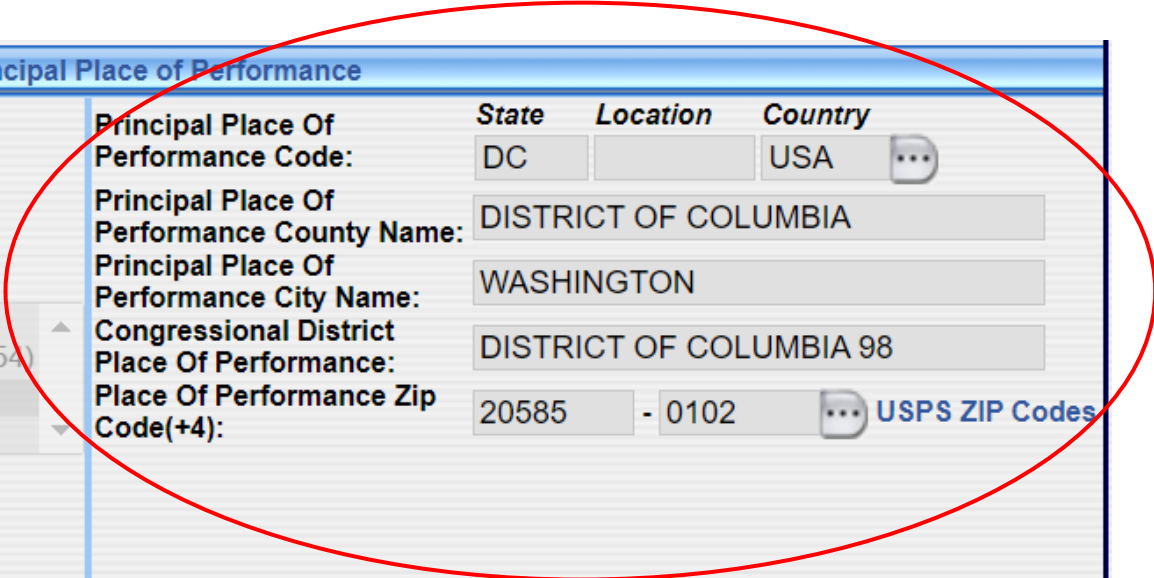 ncipal Place of Performance
State Location Country
Principal Place Of
Performance Code: DC USA
Principal Place Of
Performance County Name: DISTRICT OF COLUMBIA
Principal Place Of
Performance City Name: WASHINGTON
Congressional District
Place Of Performance: DISTRICT OF COLUMBIA 98
Place Of Performance Zip
Code(+4): 20585 - 0102 USPS ZIP Codes
54)